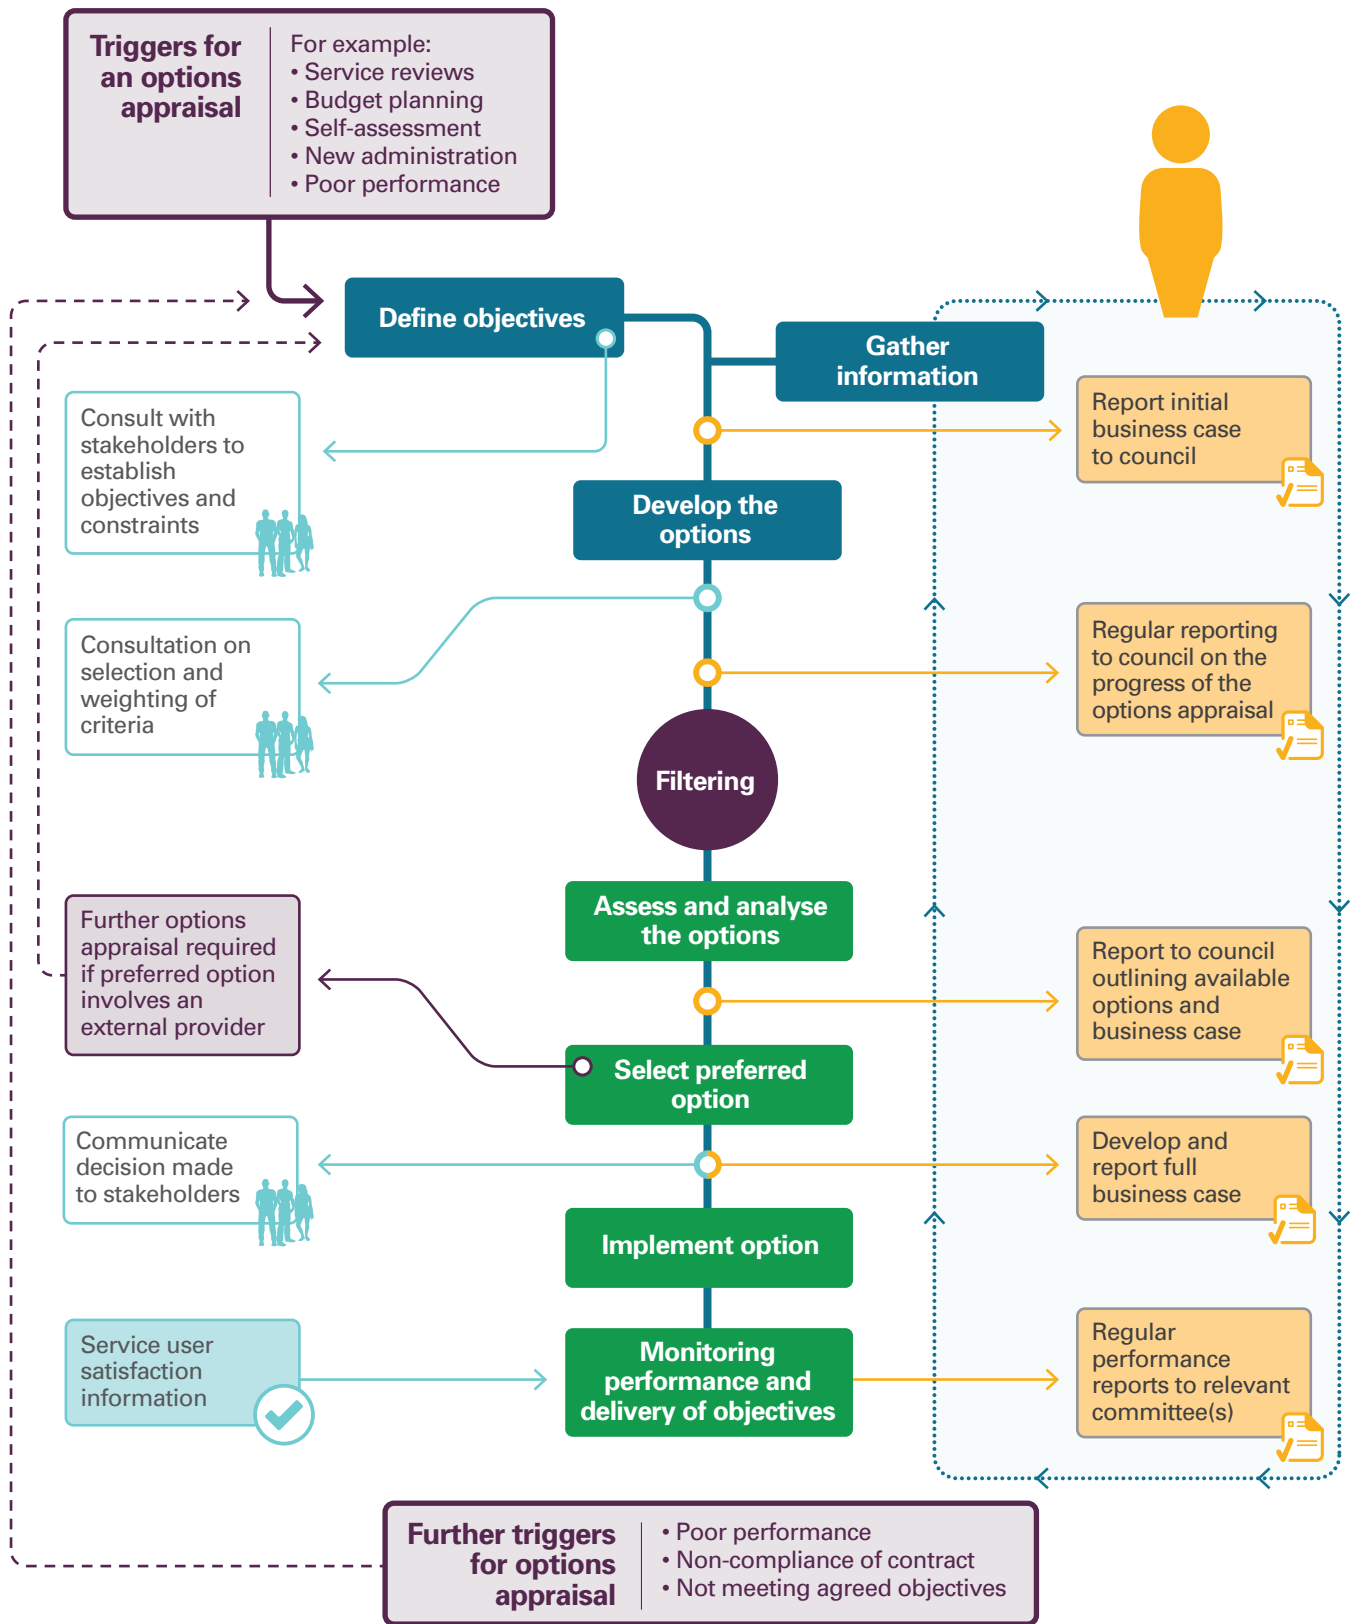 Triggers for
an options
appraisal
For example:
• Service reviews
• Budget planning
• Self-assessment
• New administration
• Poor performance
Define objectives
Gather
information
Consult with
stakeholders to
establish
objectives and
constraints
Report initial
business case
to council
Develop the
options
Consultation on
selection and
weighting of
criteria
Regular reporting
to council on the
progress of the
options appraisal
Filtering
Assess and analyse
the options
Further options
appraisal required
if preferred option
involves an
external provider
Report to council
outlining available
options and
business case
Select preferred
option
Communicate
decision made
to stakeholders
Develop and
report full
business case
Implement option
Service user
satisfaction
information
Monitoring
performance and
delivery of objectives
Regular
performance
reports to relevant
committee(s)
Further triggers
for options
appraisal
• Poor performance
• Non-compliance of contract
• Not meeting agreed objectives